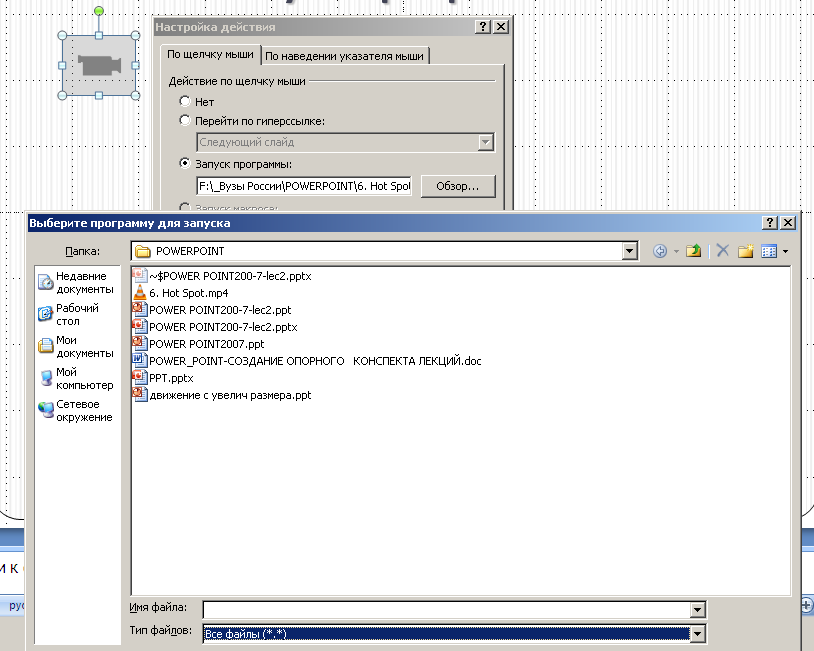 Настройка действия
По щелчку мыши
По наведении указателя мыши
Действие по щелчку мыши
Нет
Перейти по гиперссылке:
Следующий слайд
Запуск программы:
F:\_Вузы России\POWERPOINT\6. Hot Spot
Обзор...
Запуск макроса:
Выберите программу для запуска
Папка:
POWERPOINT
Недавние
документы
Рабочий
стол
Мои
документы
Мой
компьютер
Сетевое
окружение
~$POWER POINT200-7-lec2.pptx
6. Hot Spot.mp4
POWER POINT200-7-lec2.ppt
POWER POINT200-7-lec2.pptx
POWER POINT2007.ppt
POWER_POINT-СОЗДАНИЕ ОПОРНОГО КОНСПЕКТА ЛЕКЦИЙ.doc
PPT.pptx
движение с увелич размера.ppt
и к
рус
Имя файла:
Тип файлов:
Все файлы (*.*)